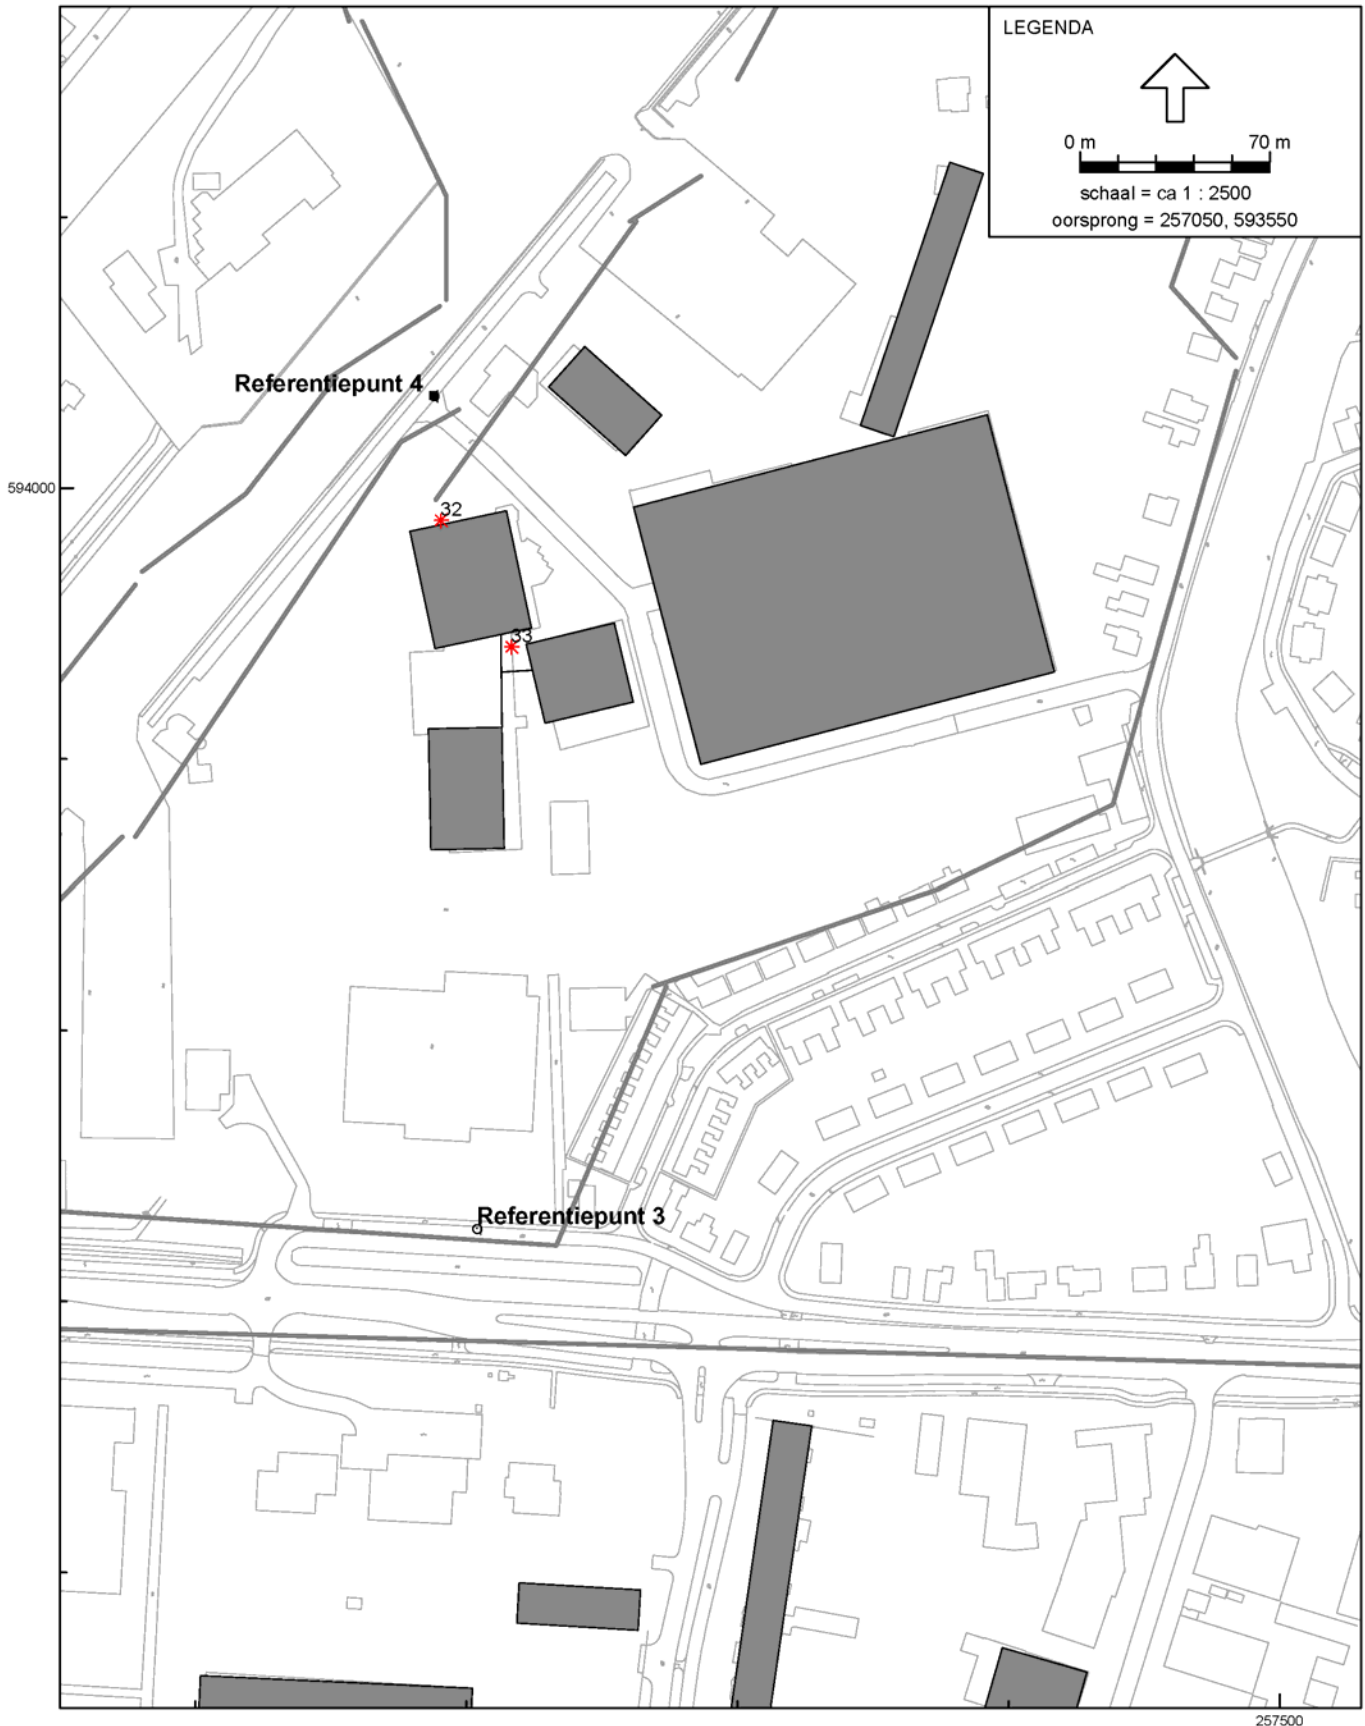 LEGENDA
0 m 70 m
schaal = ca 1 : 2500
oorsprong = 257050, 593550
Referentiepunt 4
594000
32
33
Referentiepunt 3
257500